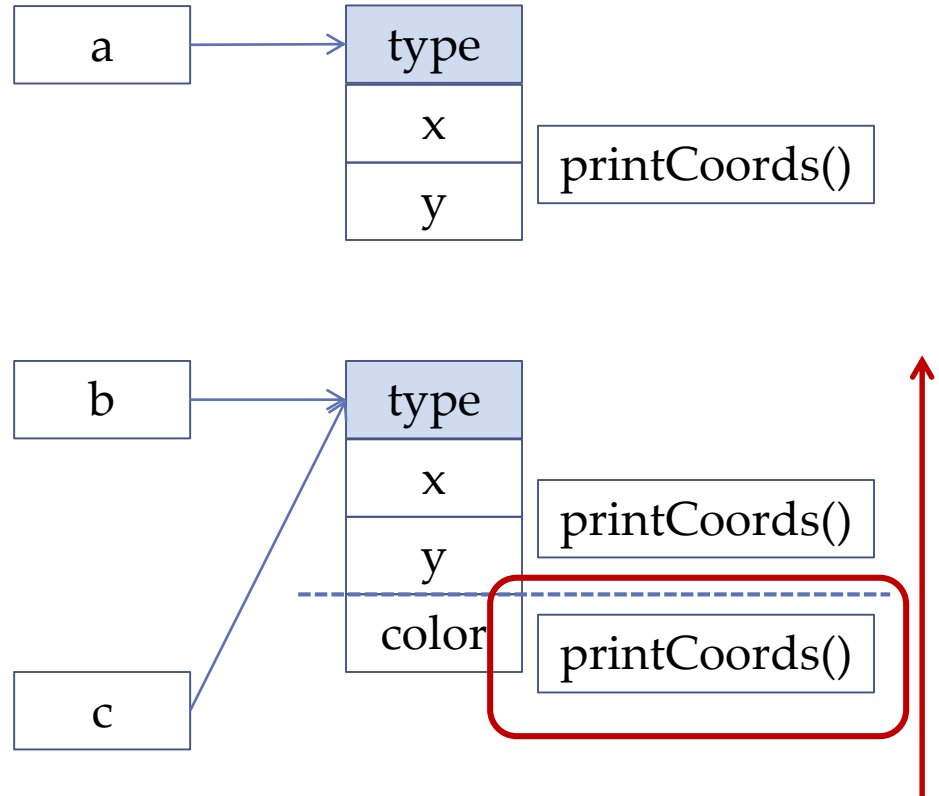 a
type
x
y
printCoords()
b
type
x
y
printCoords()
color
printCoords()
c